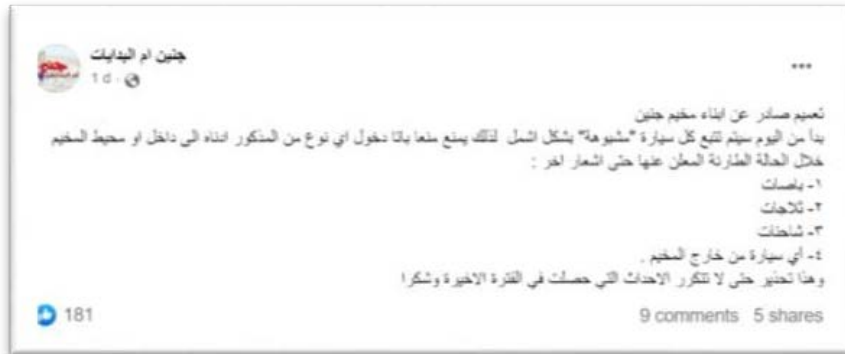 جنين ام البدايات
1 d
تعميم صادر عن ابناء مخيم جنين
بدأ من اليوم سيتم تتبع كل سيارة "مشبوهة" بشكل اشمل لذلك يمنع منعا باتا دخول اي نوع من المذكور ادناه الى داخل او محيط المخيم
خلال الحالة الطارئة المعلن عنها حتى اشعار اخر :
١- باصات
٢- ثلاجات
٣- شاحنات
٤- أي سيارة من خارج المخيم .
وهذا تحذير حتى لا تتكرر الاحداث التي حصلت في الفترة الاخيرة وشكرا
181
9 comments 5 shares